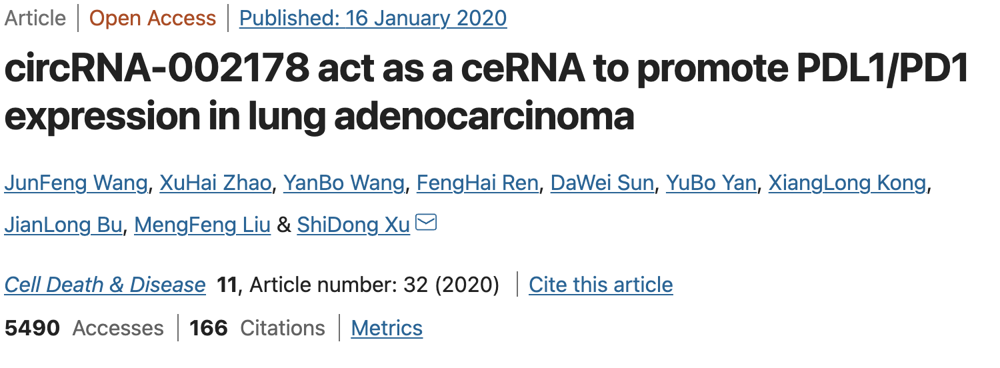 Article | Open Access | Published: 16 January 2020
circRNA-002178 act as a ceRNA to promote PDL1/PD1
expression in lung adenocarcinoma
JunFeng Wang, XuHai Zhao, YanBo Wang, FengHai Ren, DaWei Sun, YuBo Yan, XiangLong Kong,
JianLong Bu, MengFeng Liu & ShiDong Xu
Cell Death & Disease 11, Article number: 32 (2020) | Cite this article
5490 Accesses | 166 Citations | Metrics